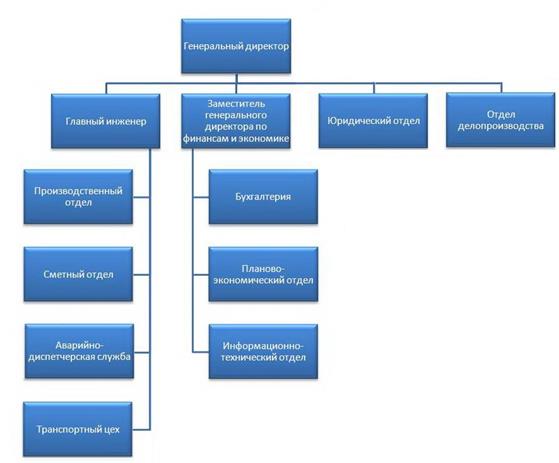 Генеральный директор
Главный инженер
Заместитель
генерального
директора по
финансам и экономике
Юридический отдел
Отдел
делопроизводства
Производственный
отдел
Сметный отдел
Аварийно-
диспетчерская служба
Транспортный цех
Бухгалтерия
Планово-
экономический отдел
Информационно-
технический отдел